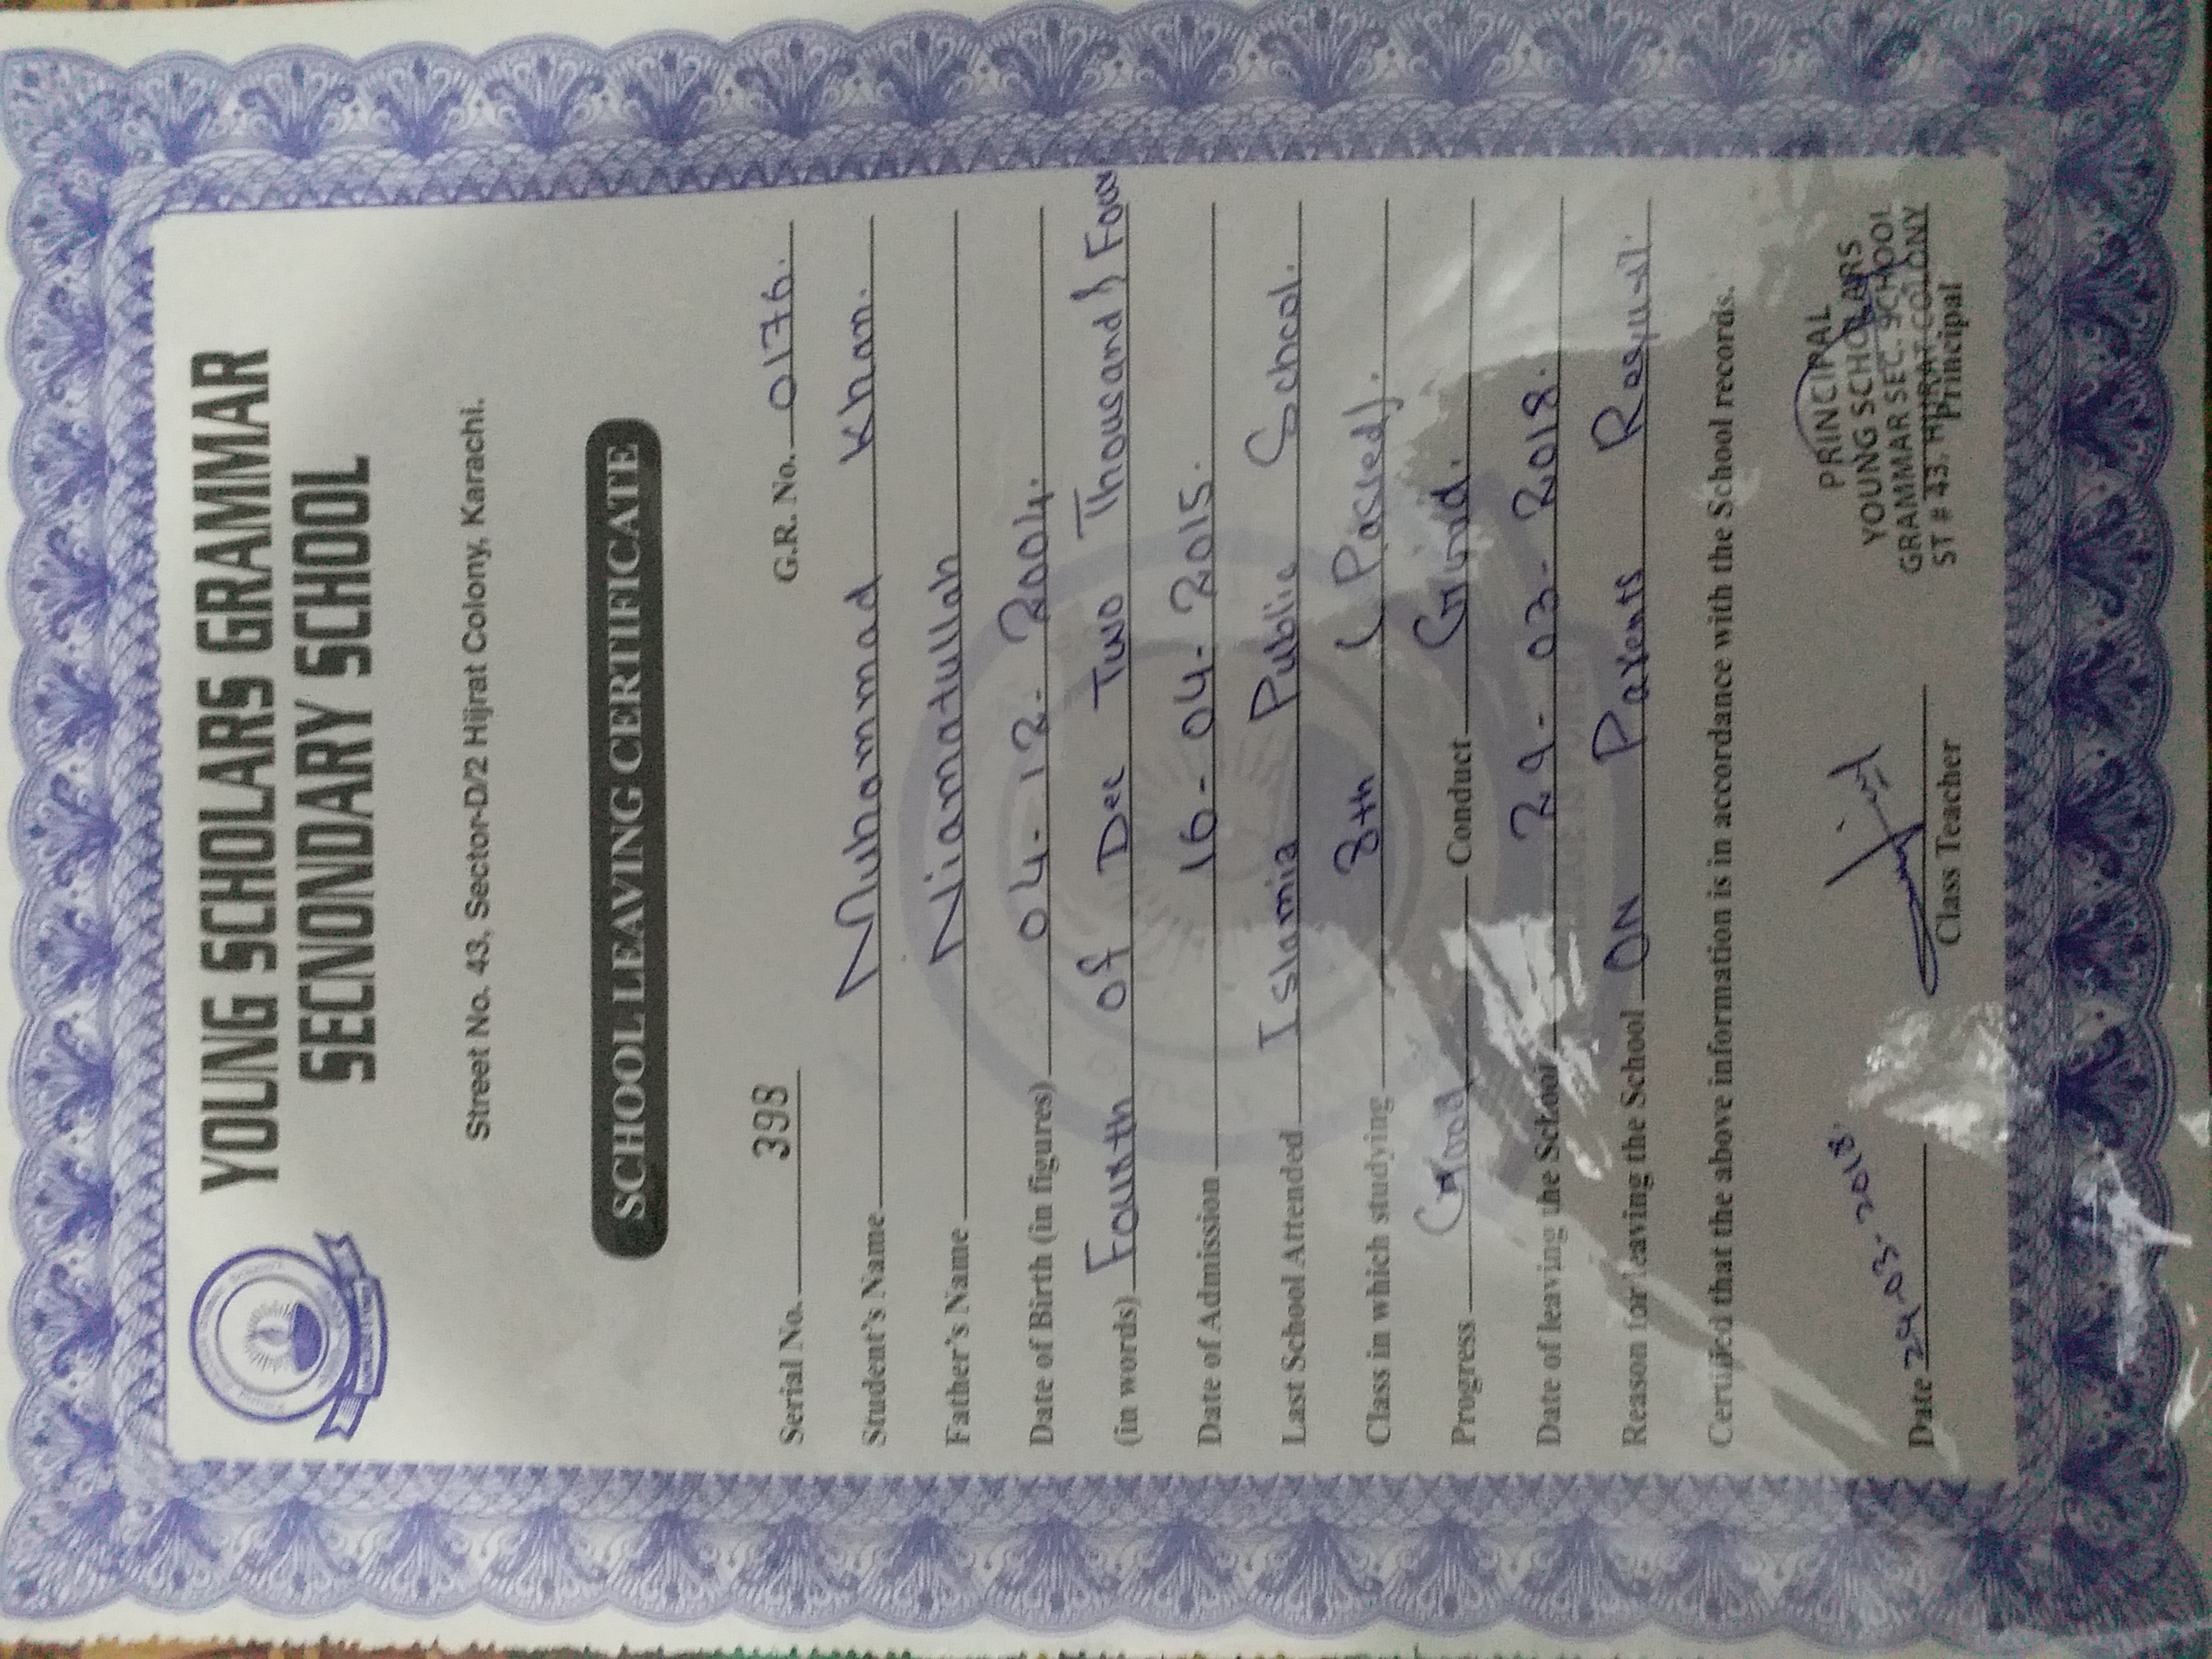 YOUNG SCHOLARS GRAMMAR
SECNONDARY SCHOOL
Street No. 43, Sector-D/2 Hijrat Colony, Karachi.
SCHOOL LEAVING CERTIFICATE
Serial No. 398 G.R. No. 0176.
Student's Name Muhammad Khan.
Father's Name Niamatullah
Date of Birth (in figures) 04-12-2004.
(in words) Fourth of Dec Two Thousand & Four
Date of Admission 16-04-2015.
Last School Attended Islamia Public School.
Class in which studying 8th (Passed).
Progress Good Conduct Good.
Date of leaving the School 29-03-2018.
Reason for leaving the School ON Parents Request.
Certified that the above information is in accordance with the School records.
PRINCIPAL
YOUNG SCHOLARS
GRAMMAR SEC. SCHOOL
ST # 43, HIJRAT COLONY
Date 29-03-2018. Class Teacher Principal